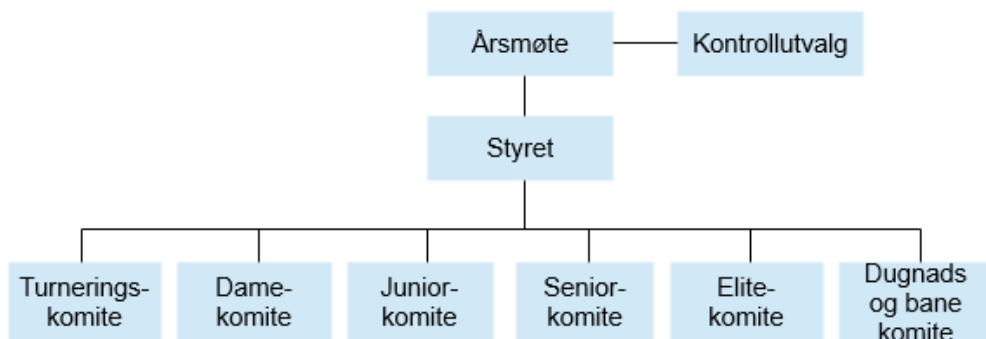 Årsmøte
Kontrollutvalg
Styret
Turnerings-
komite
Dame-
komite
Junior-
komite
Senior-
komite
Elite-
komite
Dugnads
og bane
komite